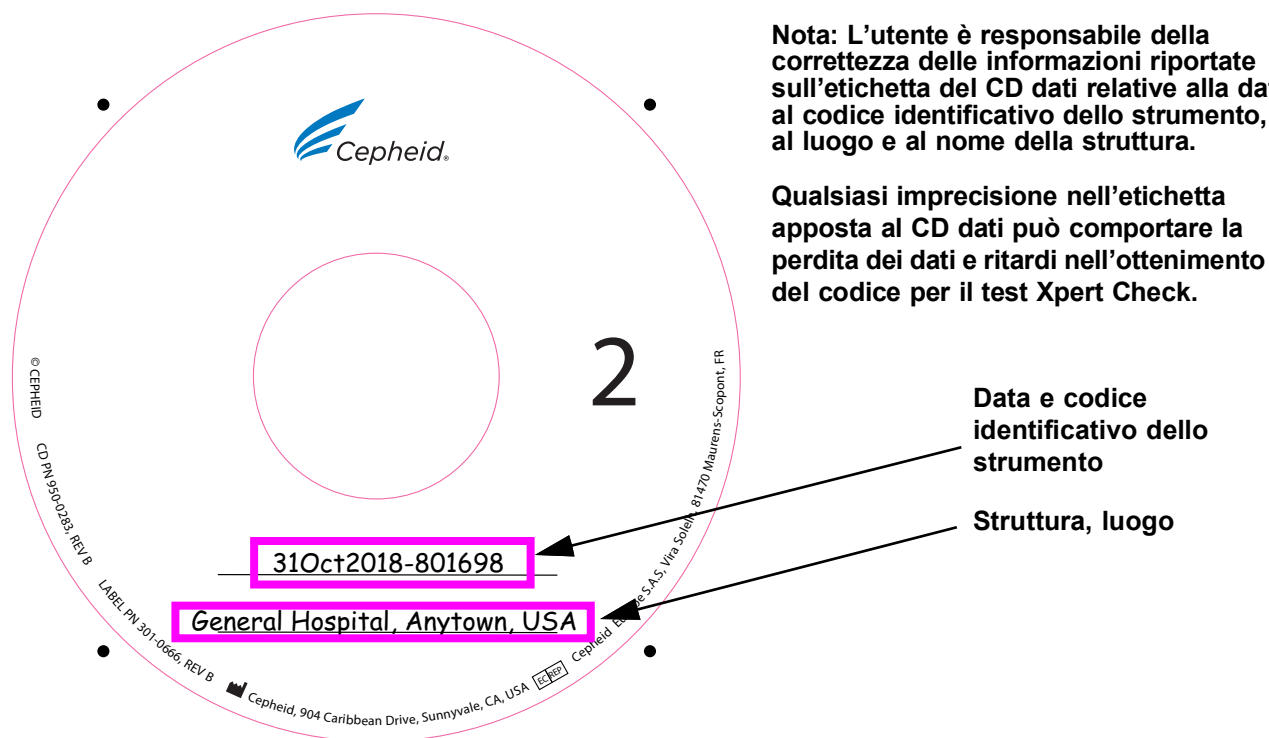 Nota: L'utente è responsabile della
correttezza delle informazioni riportate
sull'etichetta del CD dati relative alla
al codice identificativo dello strumento,
al luogo e al nome della struttura.
Qualsiasi imprecisione nell'etichetta
apposta al CD dati può comportare la
perdita dei dati e ritardi nell'ottenimento
del codice per il test Xpert Check.
Cepheid®
2
Data e codice
identificativo dello
strumento
Struttura, luogo
31Oct2018-801698
General Hospital, Anytown, USA
© CEPHEID CD PN 950-0283, REV B LABEL PN 301-0666, REV B Cepheid, 904 Caribbean Drive, Sunnyvale, CA, USA EC REP Cepheid S.A.S, Vira Solelh, 81470 Maurens-Scopont, FR